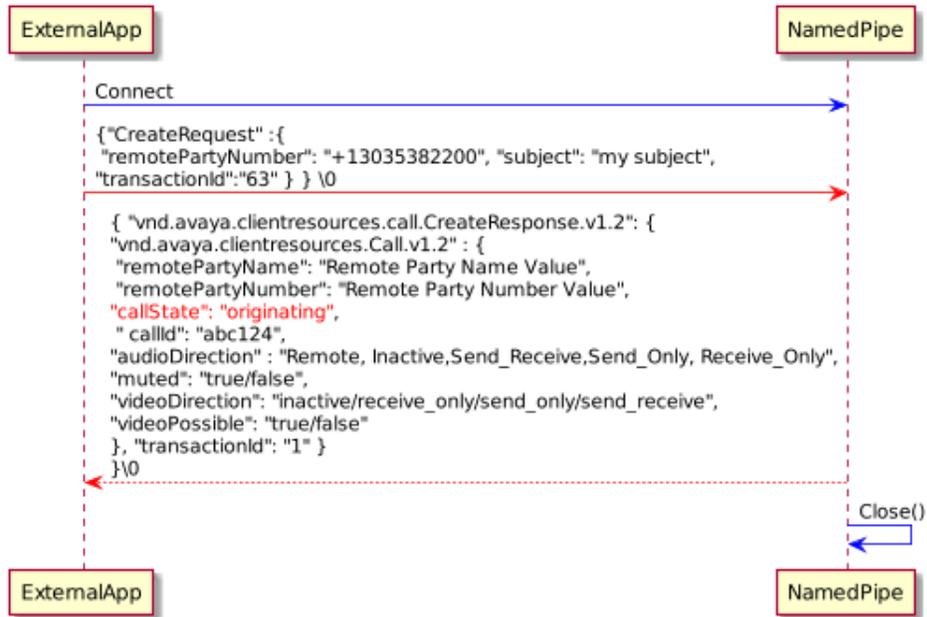 ExternalApp
NamedPipe
Connect
{"CreateRequest" :{
"remotePartyNumber": "+13035382200", "subject": "my subject",
"transactionId":"63" } } \0
{ "vnd.avaya.clientresources.call.CreateResponse.v1.2": {
"vnd.avaya.clientresources.Call.v1.2" : {
"remotePartyName": "Remote Party Name Value",
"remotePartyNumber": "Remote Party Number Value",
"callState": "originating",
" callId": "abc124",
"audioDirection" : "Remote, Inactive,Send_Receive,Send_Only, Receive_Only",
"muted": "true/false",
"videoDirection": "inactive/receive_only/send_only/send_receive",
"videoPossible": "true/false"
}, "transactionId": "1" }
}\0
Close()
ExternalApp
NamedPipe